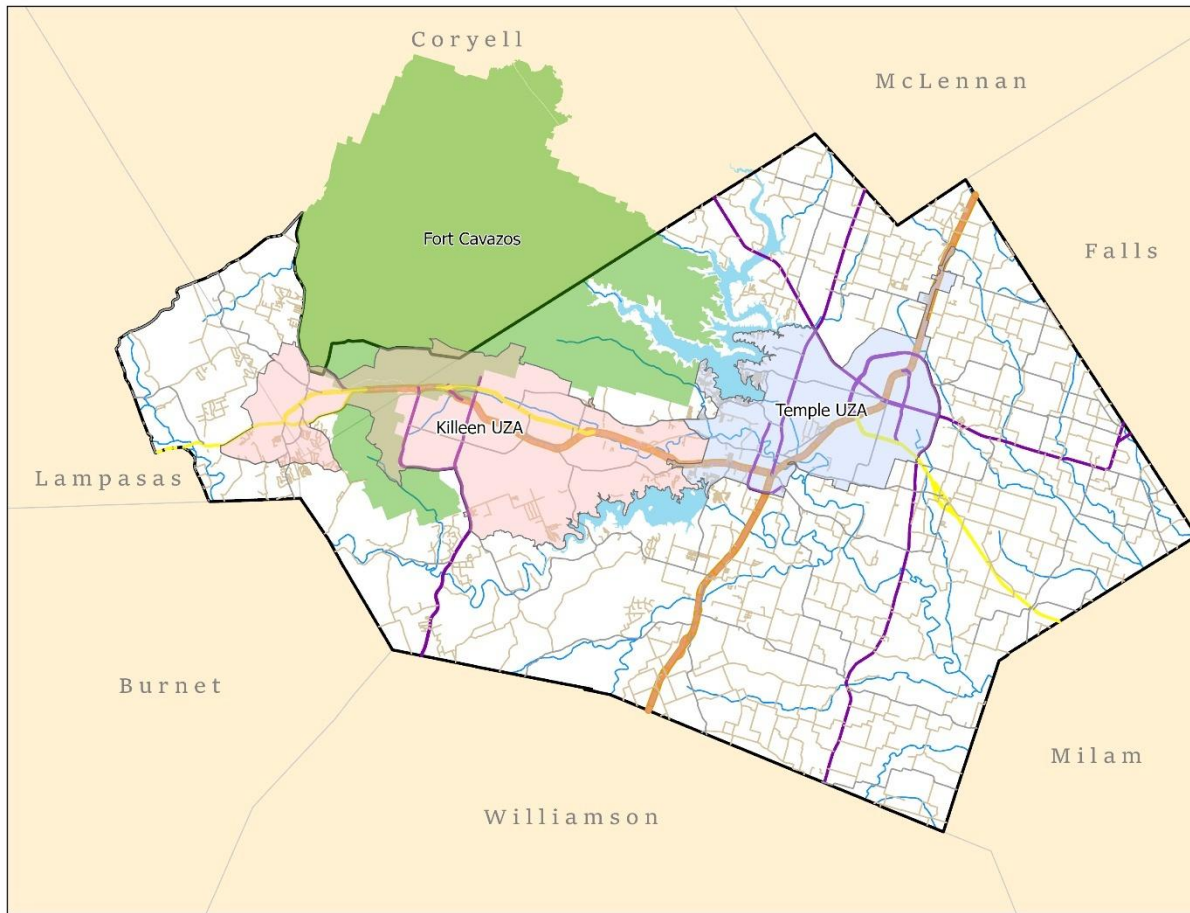 Coryell
McLennan
Fort Cavazos
Falls
Temple UZA
Killeen UZA
Lampasas
Burnet
Milam
Williamson